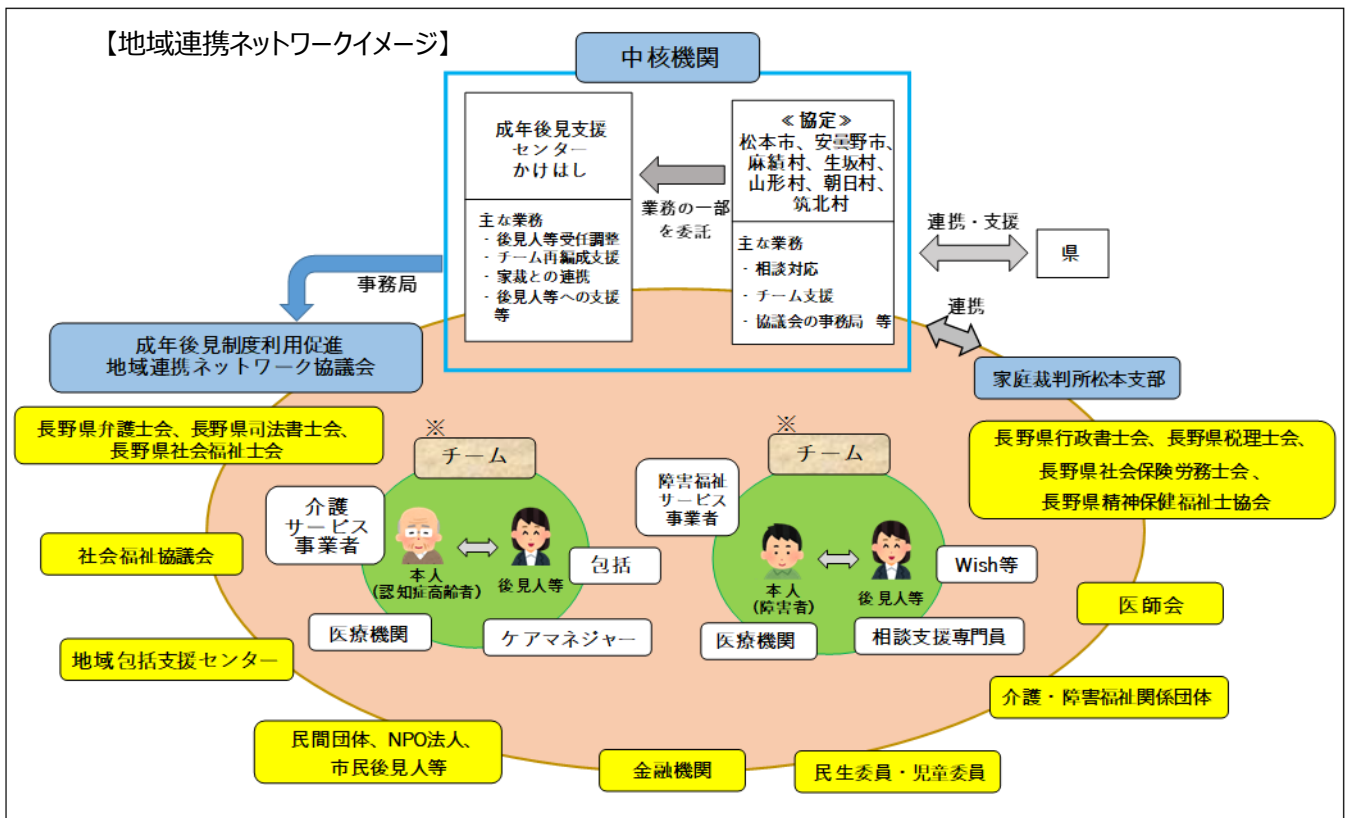 【地域連携ネットワークイメージ】
中核機関
成年後見支援
センター
かけはし
主な業務
・後見人等受任調整
・チーム再編成支援
・家裁との連携
・後見人等への支援
等
業務の一部
を委託
≪協定≫
松本市、安曇野市、
麻績村、生坂村、
山形村、朝日村、
筑北村
主な業務
・相談対応
・チーム支援
・協議会の事務局 等
連携・支援
県
事務局
連携
成年後見制度利用促進
地域連携ネットワーク協議会
家庭裁判所松本支部
長野県弁護士会、長野県司法書士会、
長野県社会福祉士会
長野県行政書士会、長野県税理士会、
長野県社会保険労務士会、
長野県精神保健福祉士協会
※
チーム
介護
サービス
事業者
本人
(認知症高齢者)
後見人等
包括
医療機関
ケアマネジャー
※
チーム
障害福祉
サービス
事業者
本人
(障害者)
後見人等
Wish等
医療機関
相談支援専門員
社会福祉協議会
医師会
地域包括支援センター
介護・障害福祉関係団体
民間団体、NPO法人、
市民後見人等
金融機関
民生委員・児童委員